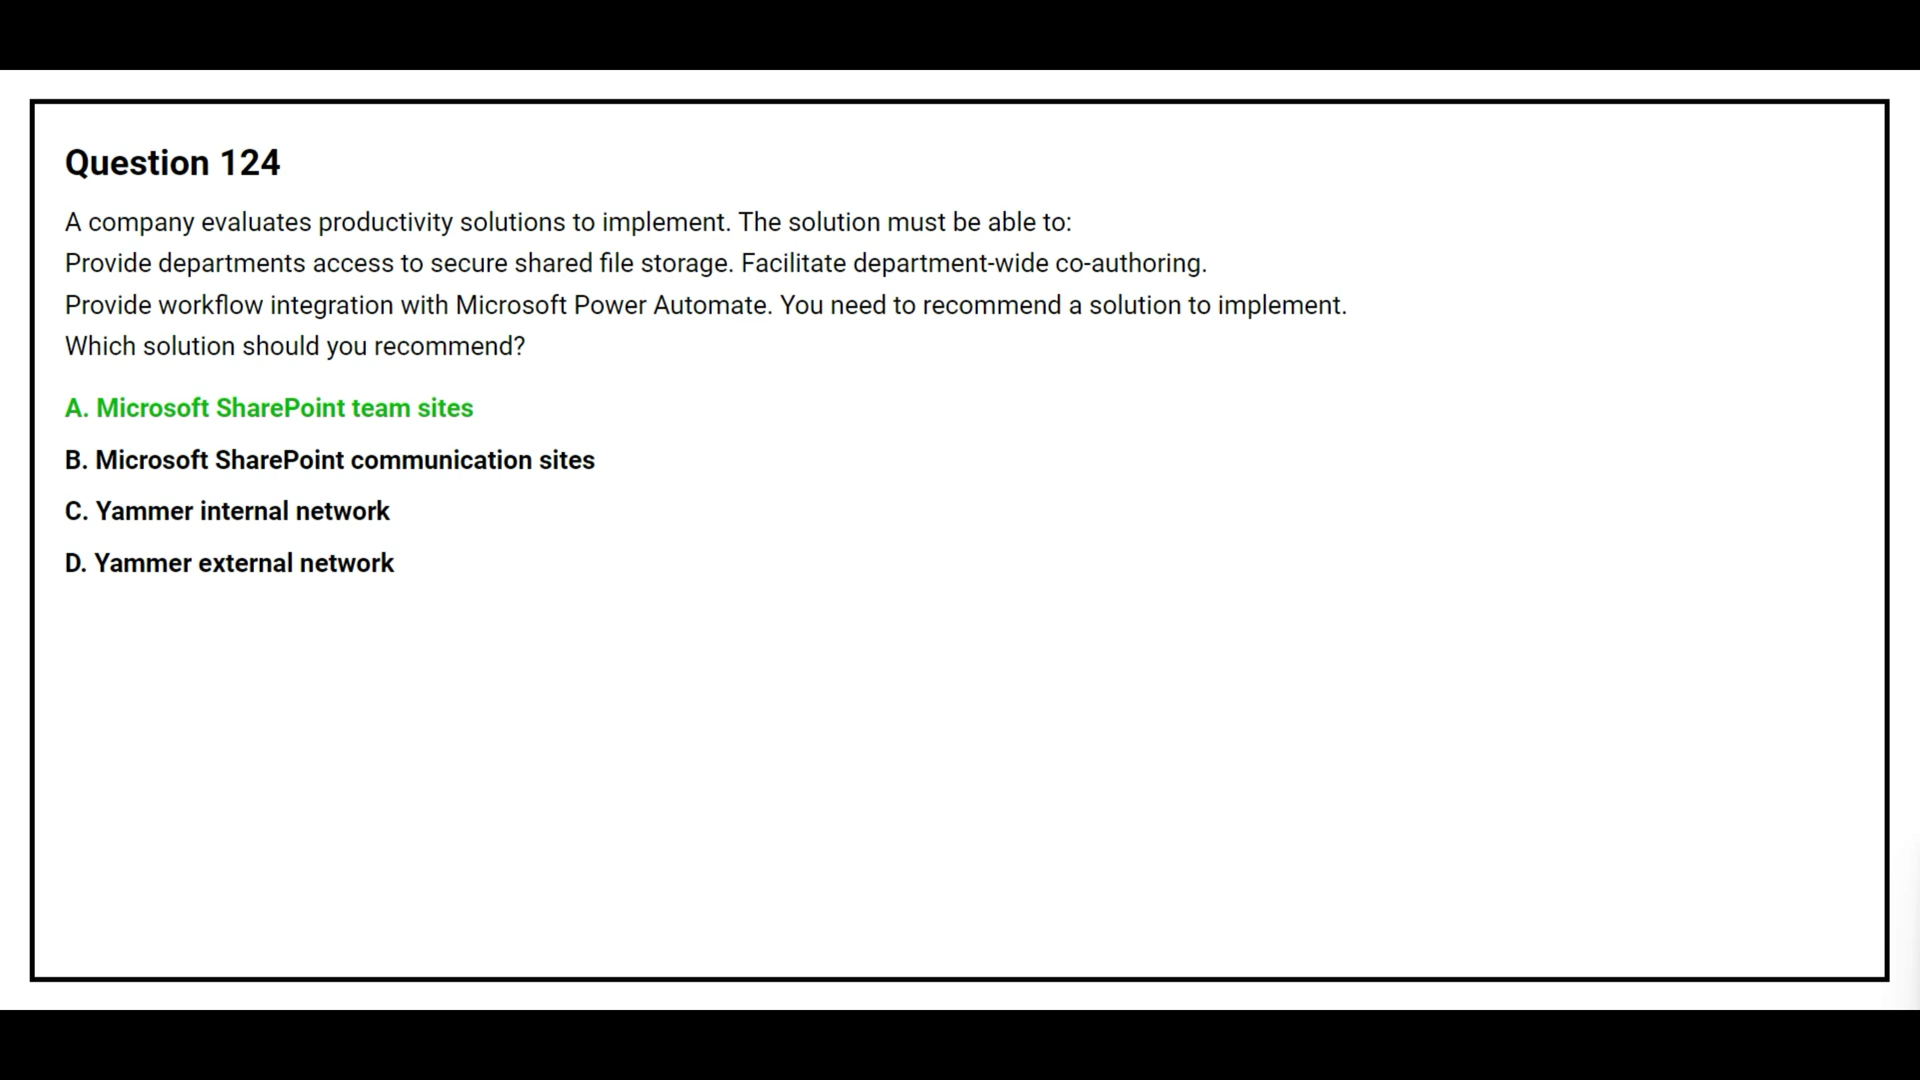 Question 124
A company evaluates productivity solutions to implement. The solution must be able to:
Provide departments access to secure shared file storage. Facilitate department-wide co-authoring.
Provide workflow integration with Microsoft Power Automate. You need to recommend a solution to implement.
Which solution should you recommend?
A. Microsoft SharePoint team sites
B. Microsoft SharePoint communication sites
C. Yammer internal network
D. Yammer external network